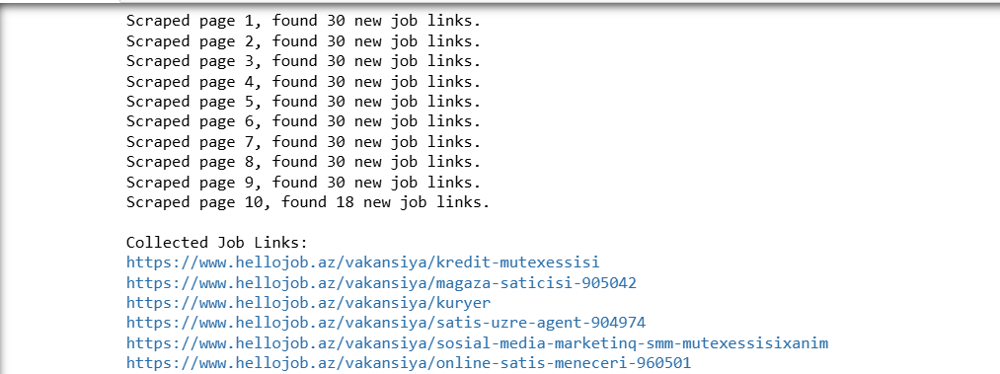 Scraped page 1, found 30 new job links.
Scraped page 2, found 30 new job links.
Scraped page 3, found 30 new job links.
Scraped page 4, found 30 new job links.
Scraped page 5, found 30 new job links.
Scraped page 6, found 30 new job links.
Scraped page 7, found 30 new job links.
Scraped page 8, found 30 new job links.
Scraped page 9, found 30 new job links.
Scraped page 10, found 18 new job links.
Collected Job Links:
https://www.hellojob.az/vakansiya/kredit-mutexessisi
https://www.hellojob.az/vakansiya/magaza-saticisi-905042
https://www.hellojob.az/vakansiya/kuryer
https://www.hellojob.az/vakansiya/satis-uzre-agent-904974
https://www.hellojob.az/vakansiya/sosial-media-marketinq-smm-mutexessisixanim
https://www.hellojob.az/vakansiya/online-satis-meneceri-960501